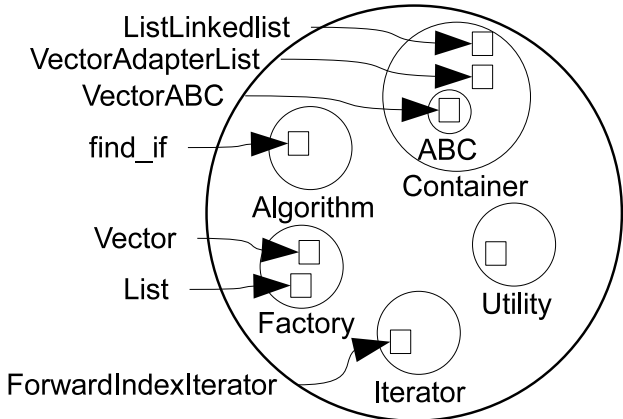 ListLinkedlist
VectorAdapterList
VectorABC
find_if
ABC
Container
Algorithm
Vector
List
Factory
Utility
ForwardIndexIterator
Iterator